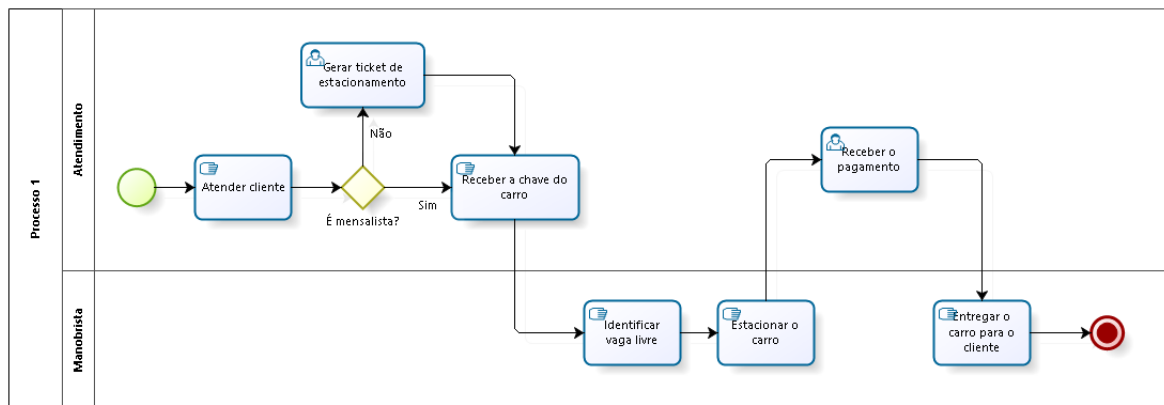 Processo 1
Atendimento
Gerar ticket de
estacionamento
Não
Atender cliente
É mensalista?
Sim
Receber a chave do
carro
Receber o
pagamento
Manobrista
Identificar
vaga livre
Estacionar o
carro
Entregar o
carro para o
cliente